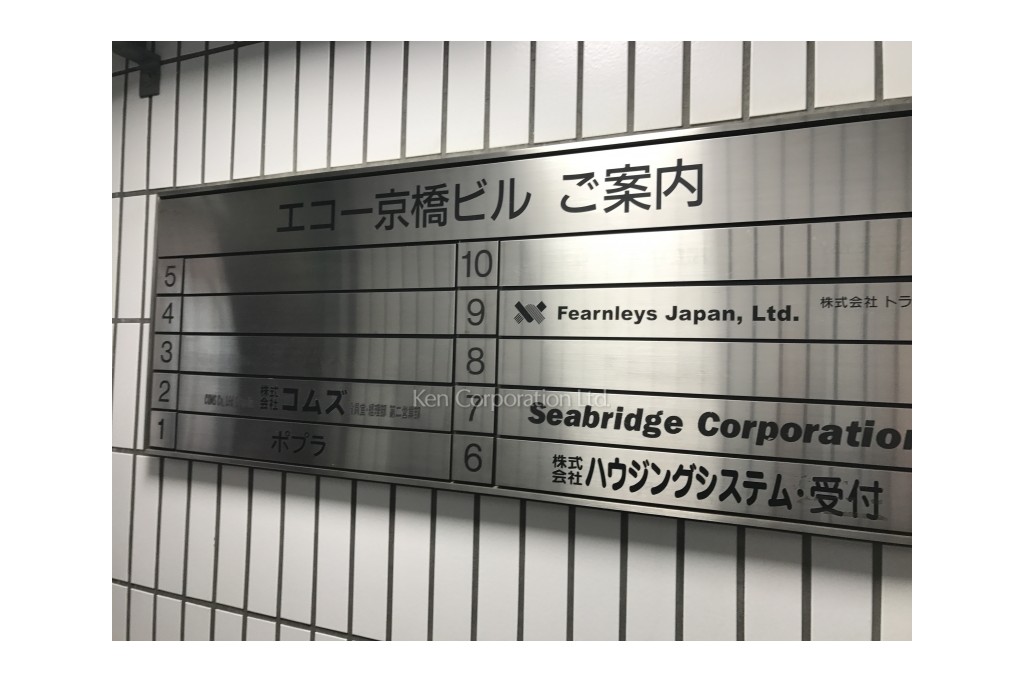 エコー京橋ビル ご案内
5
4
3
2 株式会社 コムズ
1 ポプラ
10
9 Fearnleys Japan, Ltd. 株式会社 トラ
8
7 Seabridge Corporation
6 株式会社 ハウジングシステム・受付
Ken Corporation Ltd.